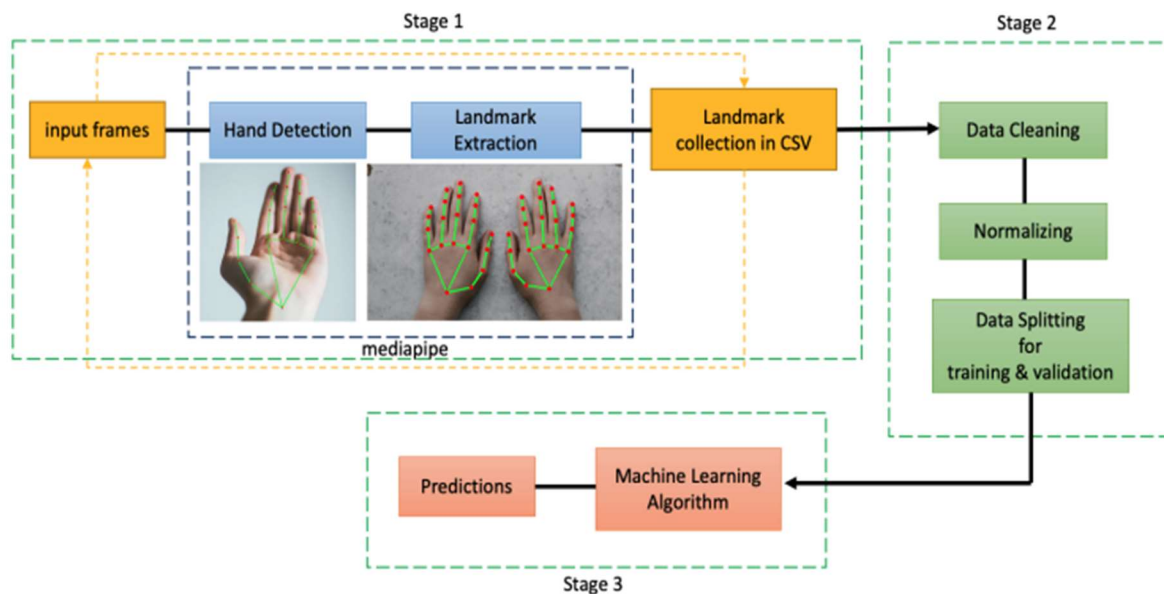 Stage 1
Stage 2
input frames
Hand Detection
Landmark
Extraction
Landmark
collection in CSV
Data Cleaning
Normalizing
Data Splitting
for
training & validation
mediapipe
Predictions
Machine Learning
Algorithm
Stage 3